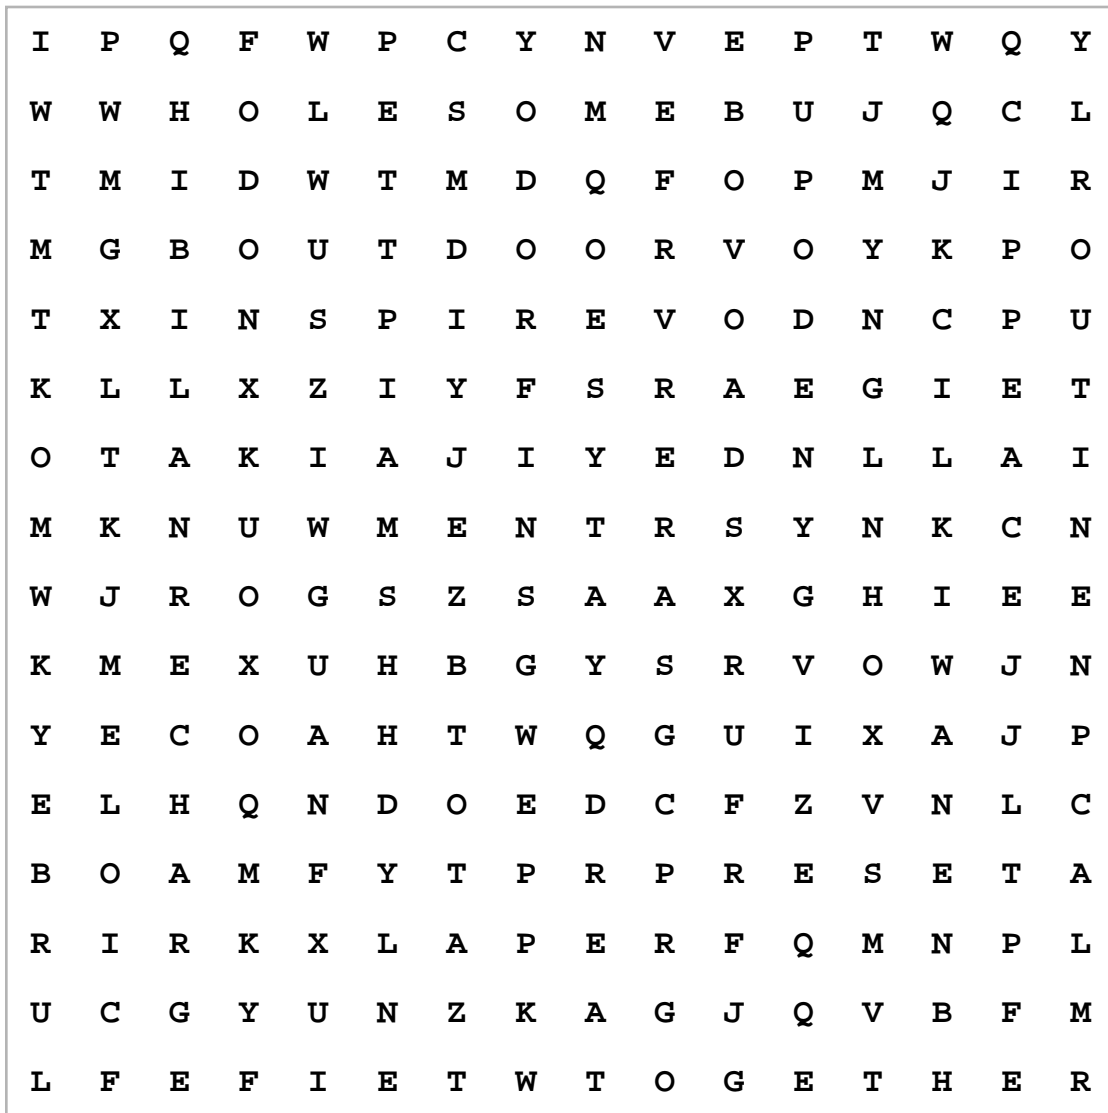 I P Q F W P C Y N V E P T W Q Y
W W H O L E S O M E B U J Q C L
T M I D W T M D Q F O P M J I R
M G B O U T D O O R V O Y K P O
T X I N S P I R E V O D N C P U
K L L X Z I Y F S R A E G I E T
O T A K I A J I Y E D N L L A I
M K N U W M E N T R S Y N K C N
W J R O G S Z S A A X G H I E E
K M E X U H B G Y S R V O W J N
Y E C O A H T W Q G U I X A J P
E L H Q N D O E D C F Z V N L C
B O A M F Y T P R P R E S E T A
R I R K X L A P E R F Q M N P L
U C G Y U N Z K A G J Q V B F M
L F E F I E T W T O G E T H E R